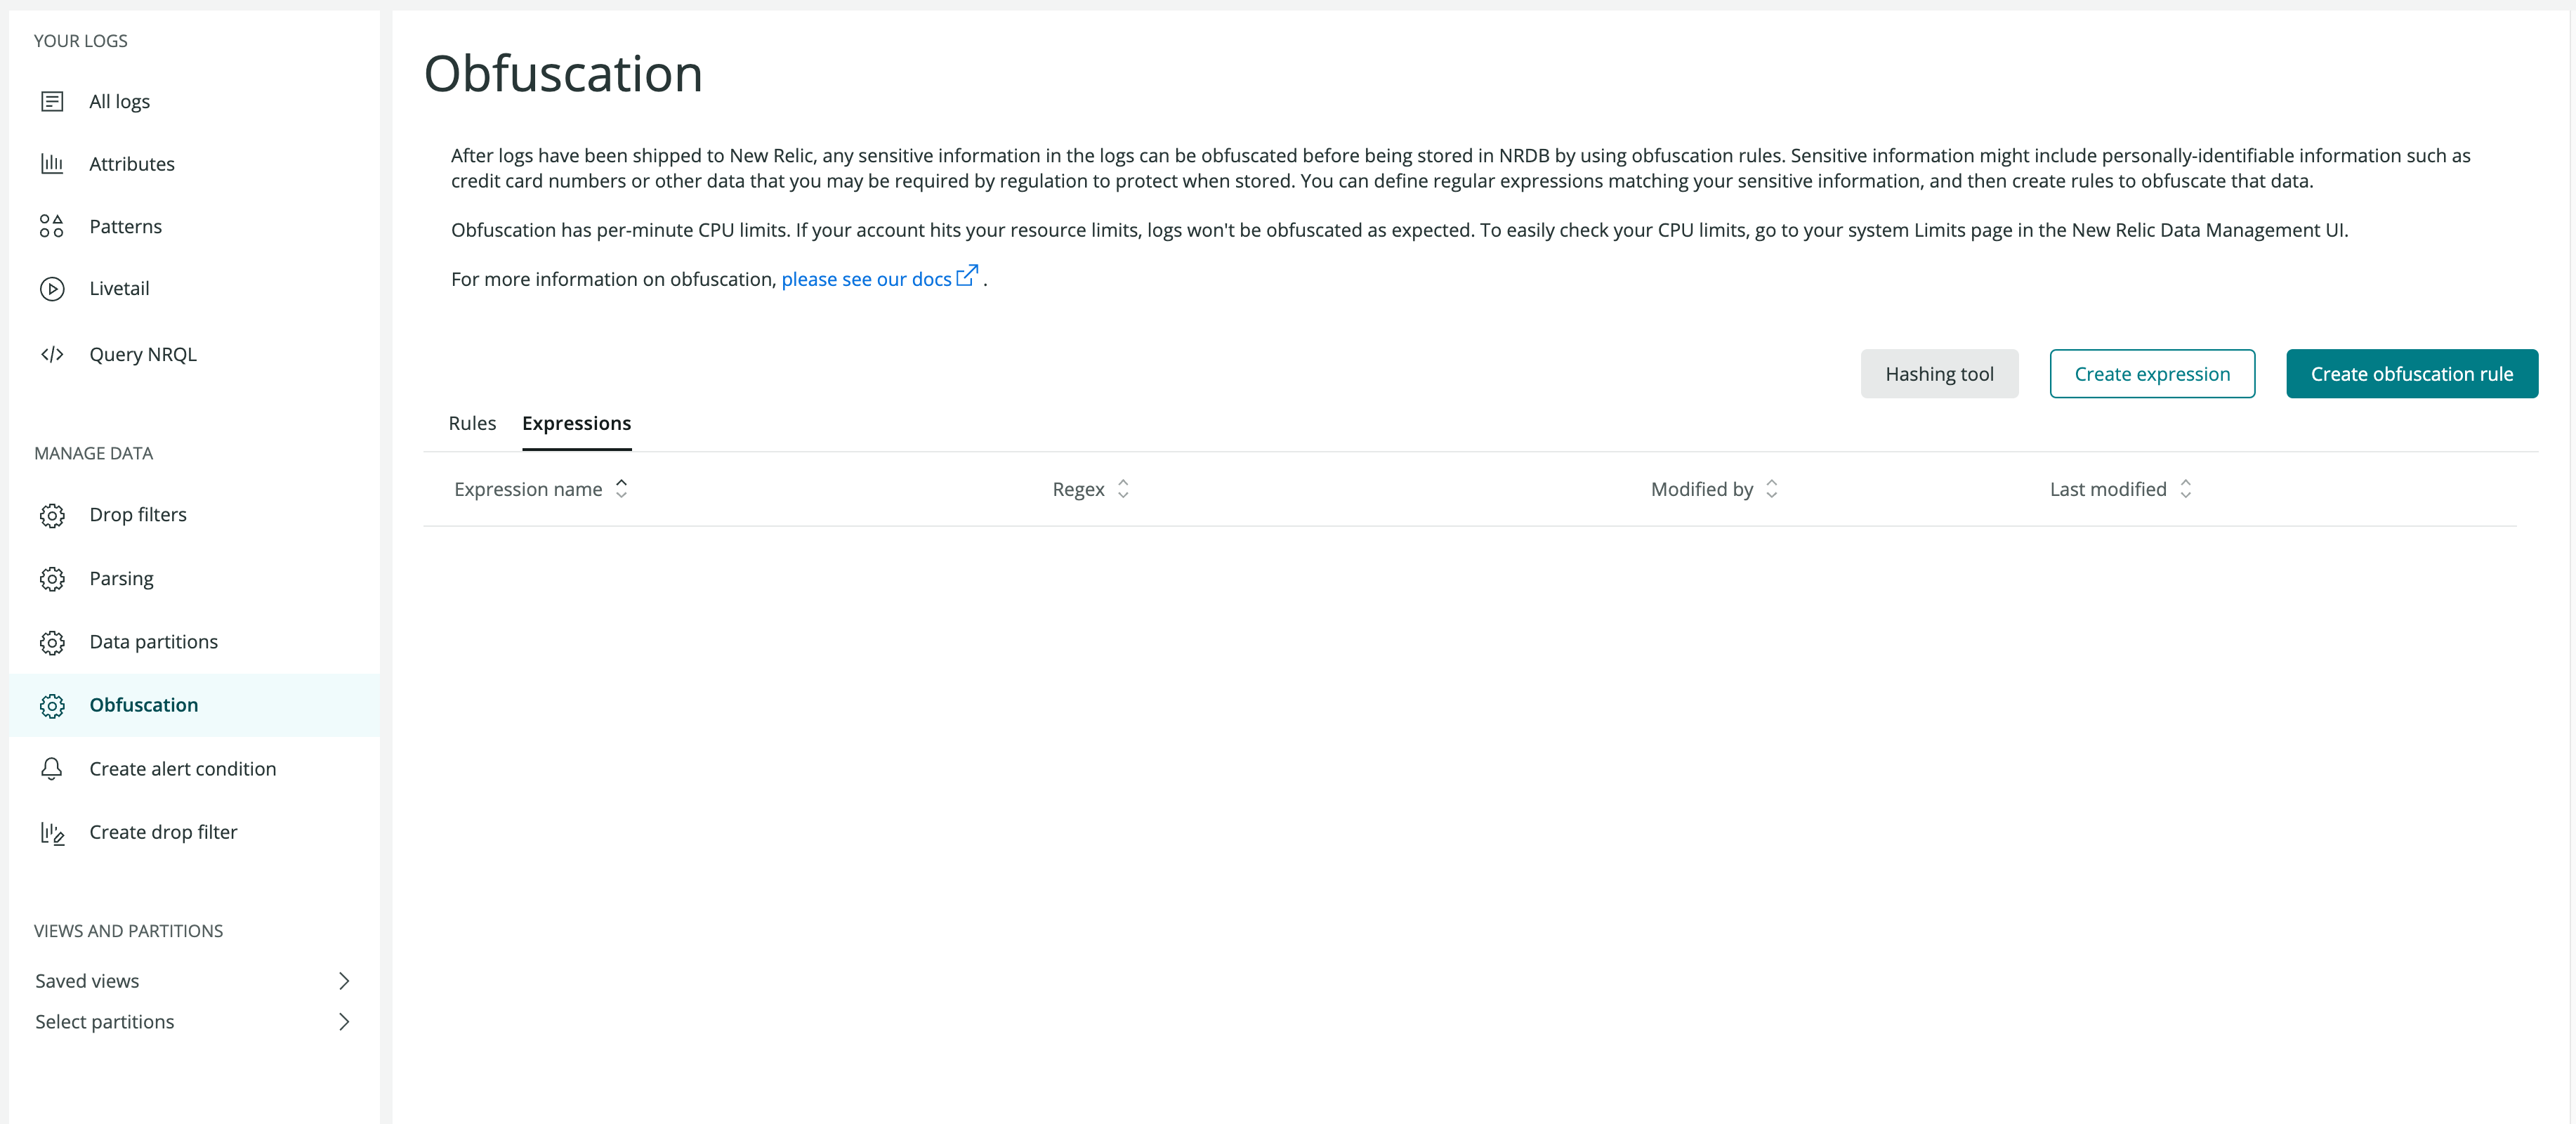 YOUR LOGS
All logs
Attributes
Patterns
Livetail
Query NRQL
MANAGE DATA
Drop filters
Parsing
Data partitions
Obfuscation
Create alert condition
Create drop filter
VIEWS AND PARTITIONS
Saved views
Select partitions
Obfuscation
After logs have been shipped to New Relic, any sensitive information in the logs can be obfuscated before being stored in NRDB by using obfuscation rules. Sensitive information might include personally-identifiable information such as
credit card numbers or other data that you may be required by regulation to protect when stored. You can define regular expressions matching your sensitive information, and then create rules to obfuscate that data.
Obfuscation has per-minute CPU limits. If your account hits your resource limits, logs won't be obfuscated as expected. To easily check your CPU limits, go to your system Limits page in the New Relic Data Management UI.
For more information on obfuscation, please see our docs .
Hashing tool Create expression Create obfuscation rule
Rules Expressions
Expression name Regex Modified by Last modified